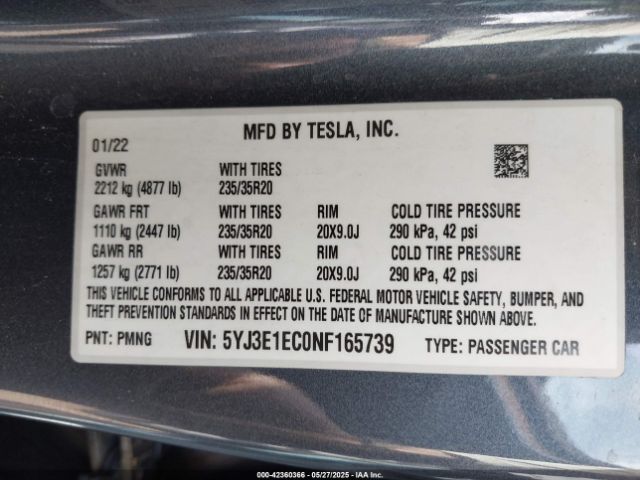 MFD BY TESLA, INC.
01/22
GVWR WITH TIRES
2212 kg (4877 lb) 235/35R20
GAWR FRT WITH TIRES RIM COLD TIRE PRESSURE
1110 kg (2447 lb) 235/35R20 20X9.0J 290 kPa, 42 psi
GAWR RR WITH TIRES RIM COLD TIRE PRESSURE
1257 kg (2771 lb) 235/35R20 20X9.0J 290 kPa, 42 psi
THIS VEHICLE CONFORMS TO ALL APPLICABLE U.S. FEDERAL MOTOR VEHICLE SAFETY, BUMPER, AND
THEFT PREVENTION STANDARDS IN EFFECT ON THE DATE OF MANUFACTURE SHOWN ABOVE.
PNT: PMNG VIN: 5YJ3E1EC0NF165739 TYPE: PASSENGER CAR
000-42360366 - 05/27/2025 - IAA Inc.